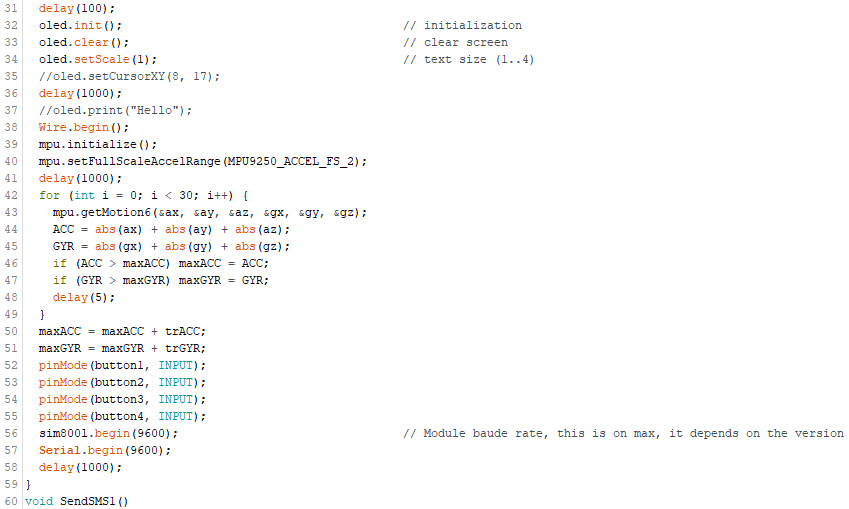 31 delay(100);
32 oled.init(); // initialization
33 oled.clear(); // clear screen
34 oled.setScale(1); // text size (1..4)
35 //oled.setCursorXY(8, 17);
36 delay(1000);
37 //oled.print("Hello");
38 Wire.begin();
39 mpu.initialize();
40 mpu.setFullScaleAccelRange(MPU9250_ACCEL_FS_2);
41 delay(1000);
42 for (int i = 0; i < 30; i++) {
43 mpu.getMotion6(&ax, &ay, &az, &gx, &gy, &gz);
44 ACC = abs(ax) + abs(ay) + abs(az);
45 GYR = abs(gx) + abs(gy) + abs(gz);
46 if (ACC > maxACC) maxACC = ACC;
47 if (GYR > maxGYR) maxGYR = GYR;
48 delay(5);
49 }
50 maxACC = maxACC + trACC;
51 maxGYR = maxGYR + trGYR;
52 pinMode(button1, INPUT);
53 pinMode(button2, INPUT);
54 pinMode(button3, INPUT);
55 pinMode(button4, INPUT);
56 sim800l.begin(9600); // Module baude rate, this is on max, it depends on the version
57 Serial.begin(9600);
58 delay(1000);
59 }
60 void SendSMS1()